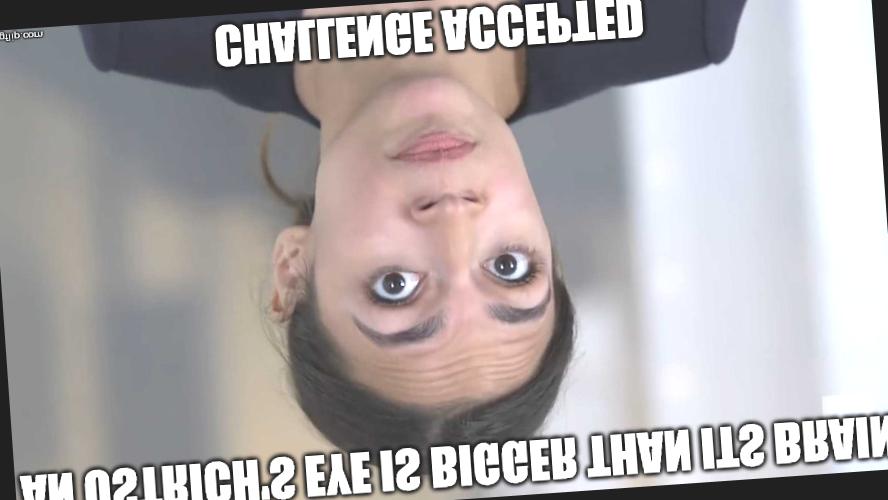 AN OSTRICH'S EYE IS BIGGER THAN ITS BRAIN
CHALLENGE ACCEPTED